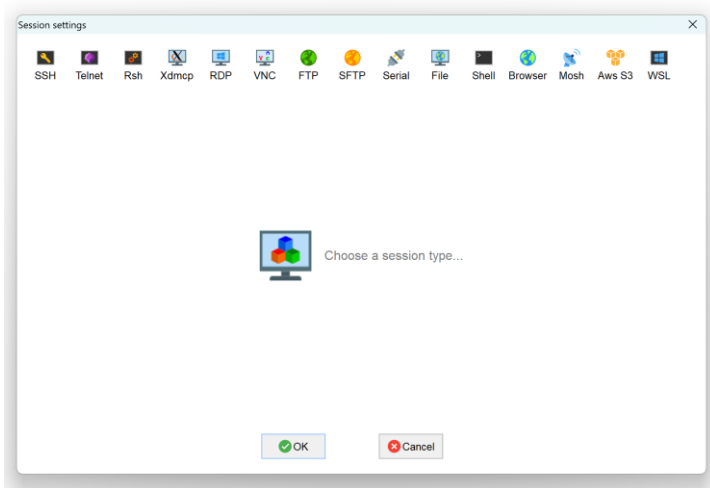 Session settings
SSH Telnet Rsh Xdmcp RDP VNC FTP SFTP Serial File Shell Browser Mosh Aws S3 WSL
Choose a session type...
OK Cancel